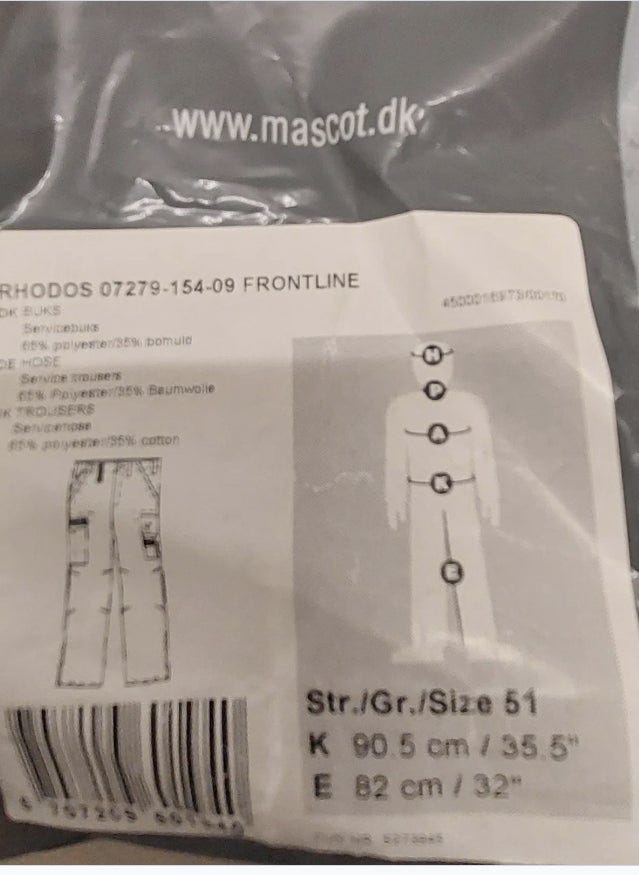 www.mascot.dk
RHODOS 07279-154-09 FRONTLINE
DK BUKS
Servicebuks
65% polyester/35% bomuld
DE HOSE
Service trousers
65% Polyester/35% Baumwolle
K TROUSERS
Servicehose
65% polyester/35% cotton
H
P
A
K
E
Str./Gr./Size 51
K 90.5 cm / 35.5"
E 82 cm / 32"